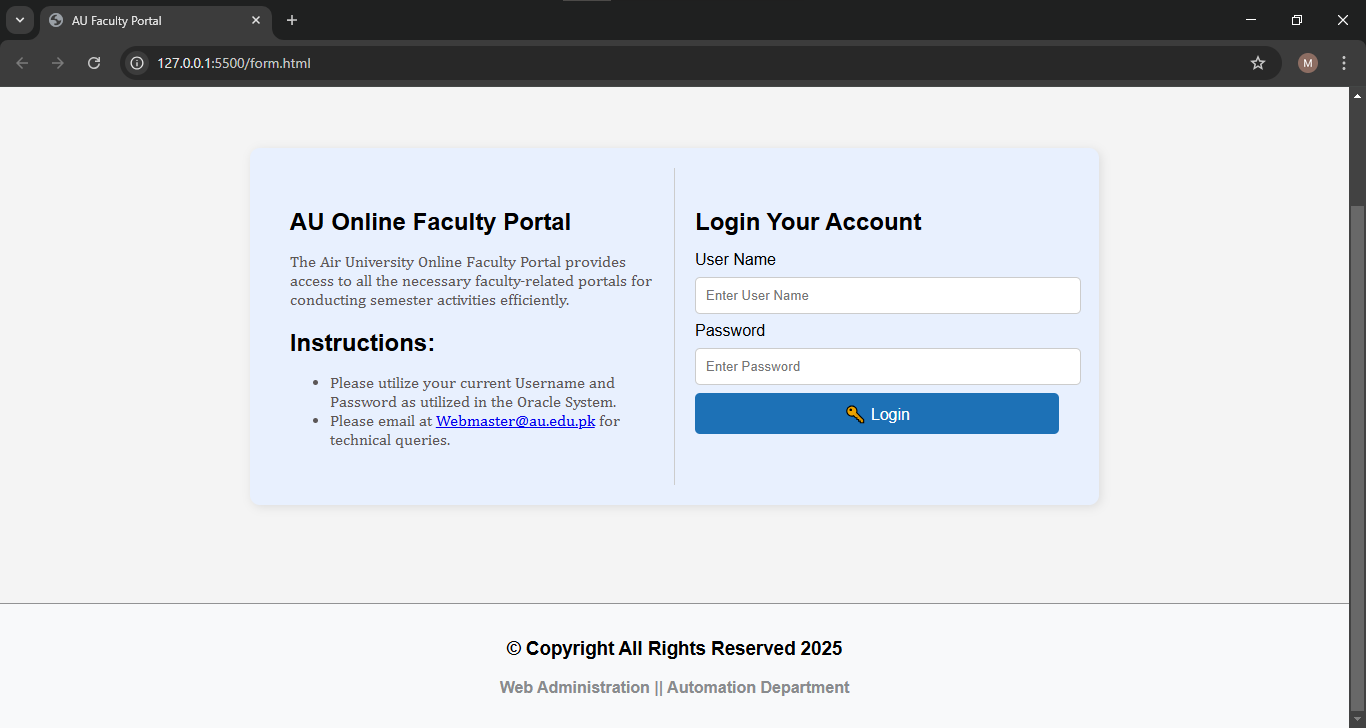 AU Faculty Portal
127.0.0.1:5500/form.html
M
AU Online Faculty Portal
The Air University Online Faculty Portal provides
access to all the necessary faculty-related portals for
conducting semester activities efficiently.
Instructions:
• Please utilize your current Username and
Password as utilized in the Oracle System.
• Please email at Webmaster@au.edu.pk for
technical queries.
Login Your Account
User Name
Enter User Name
Password
Enter Password
🔑 Login
© Copyright All Rights Reserved 2025
Web Administration || Automation Department